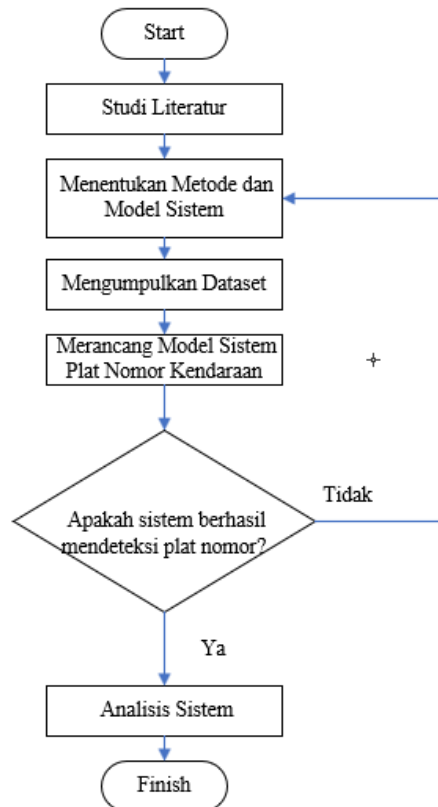 Start
Studi Literatur
Menentukan Metode dan
Model Sistem
Mengumpulkan Dataset
Merancang Model Sistem
Plat Nomor Kendaraan
Apakah sistem berhasil
mendeteksi plat nomor?
Tidak
Ya
Analisis Sistem
Finish